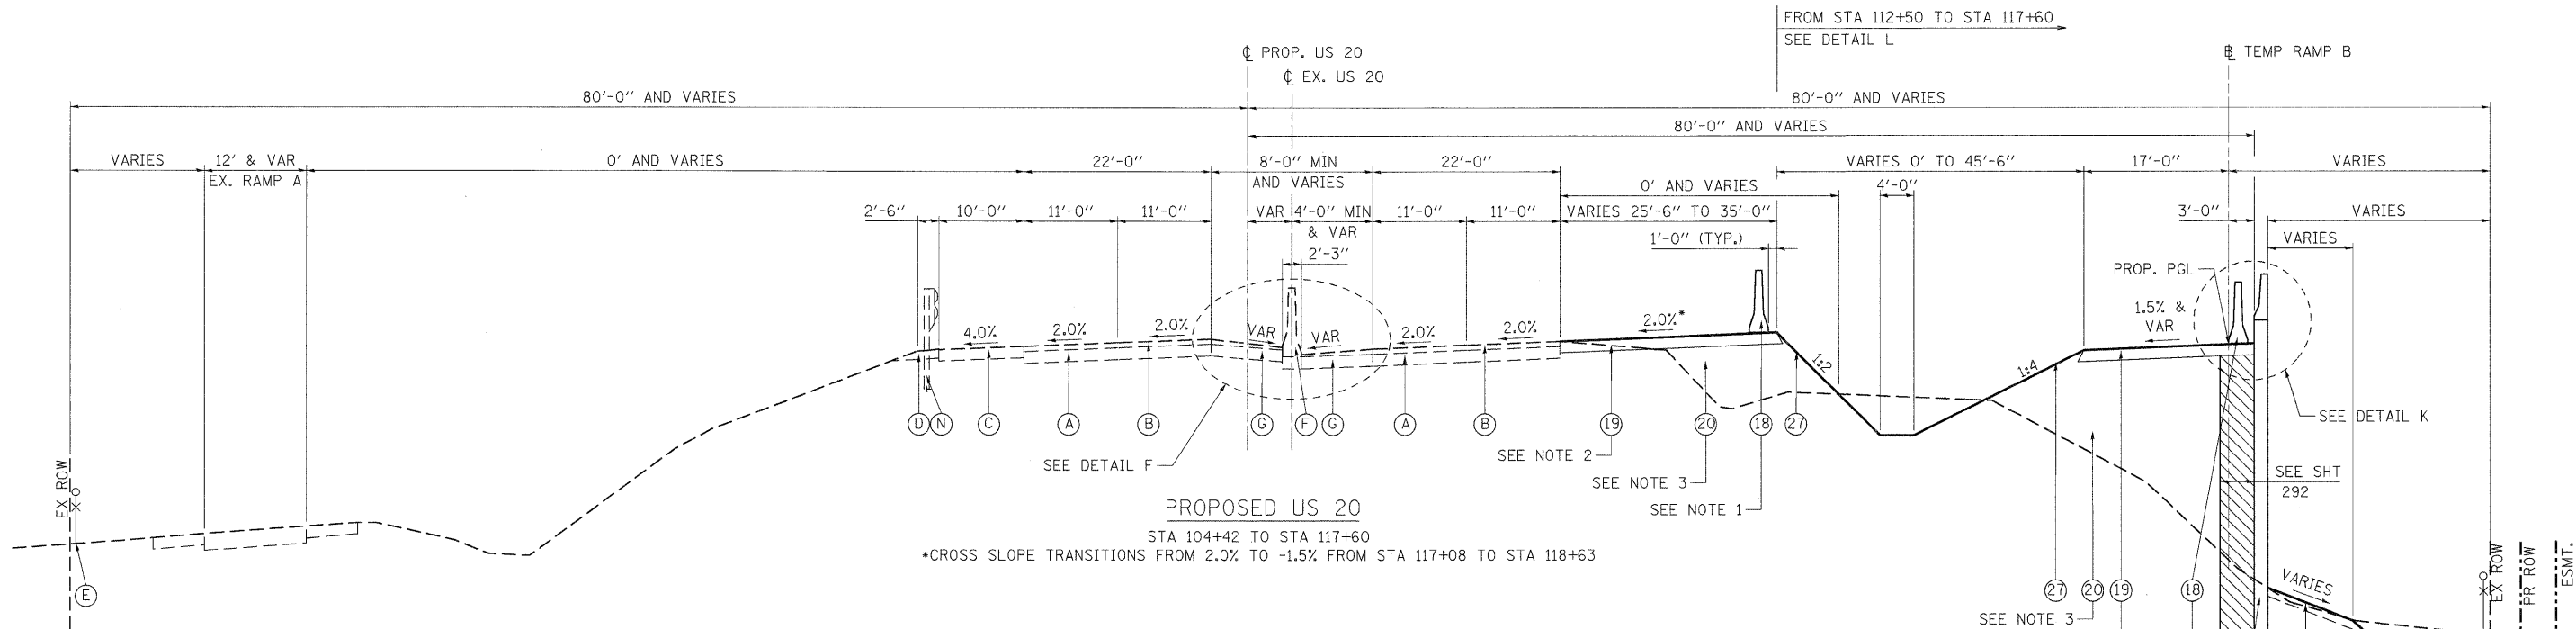 FROM STA 112+50 TO STA 117+60
SEE DETAIL L
℄ PROP. US 20
℄ EX. US 20
TEMP RAMP B
80'-0" AND VARIES
80'-0" AND VARIES
80'-0" AND VARIES
VARIES
12' & VAR
EX. RAMP A
0' AND VARIES
22'-0"
8'-0" MIN
AND VARIES
22'-0"
VARIES 0' TO 45'-6"
17'-0"
VARIES
0' AND VARIES
4'-0"
2'-6"
10'-0"
11'-0"
11'-0"
VAR
4'-0" MIN
& VAR
11'-0"
11'-0"
VARIES 25'-6" TO 35'-0"
3'-0"
VARIES
2'-3"
1'-0" (TYP.)
VARIES
PROP. PGL
1.5% &
VAR
4.0%
2.0%
2.0%
VAR
VAR
2.0%
2.0%
2.0%*
1:2
1:4
D
N
C
A
B
G
F
G
A
B
19
20
18
27
SEE DETAIL K
SEE DETAIL F
SEE NOTE 2
SEE NOTE 3
SEE NOTE 1
SEE SHT
292
EX ROW
PROPOSED US 20
STA 104+42 TO STA 117+60
*CROSS SLOPE TRANSITIONS FROM 2.0% TO -1.5% FROM STA 117+08 TO STA 118+63
E
27
20
19
18
SEE NOTE 3
VARIES
EX ROW
PR ROW
ESMT.